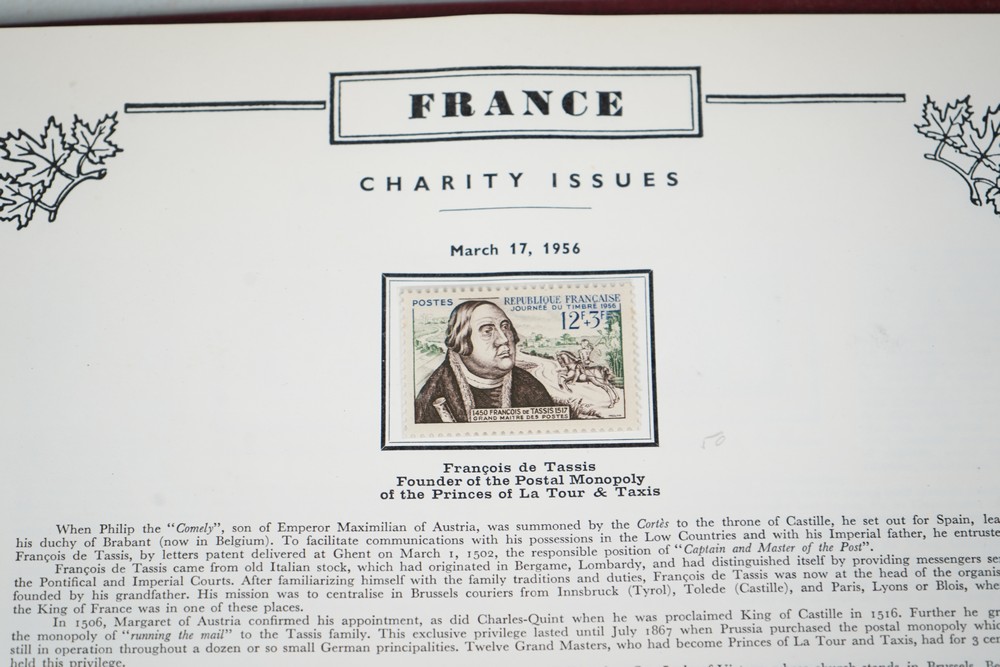 FRANCE
CHARITY ISSUES
March 17, 1956
POSTES
REPUBLIQUE FRANÇAISE
JOURNÉE DU TIMBRE 1956
12F+3F
1450 FRANÇOIS DE TASSIS 1517
GRAND MAITRE DES POSTES
50
François de Tassis
Founder of the Postal Monopoly
of the Princes of La Tour & Taxis
When Philip the "Comely", son of Emperor Maximilian of Austria, was summoned by the Cortès to the throne of Castille, he set out for Spain, lea
his duchy of Brabant (now in Belgium). To facilitate communications with his possessions in the Low Countries and with his Imperial father, he entruste
François de Tassis, by letters patent delivered at Ghent on March 1, 1502, the responsible position of "Captain and Master of the Post".
François de Tassis came from old Italian stock, which had originated in Bergame, Lombardy, and had distinguished itself by providing messengers se
the Pontifical and Imperial Courts. After familiarizing himself with the family traditions and duties, François de Tassis was now at the head of the organis
founded by his grandfather. His mission was to centralise in Brussels couriers from Innsbruck (Tyrol), Tolede (Castille), and Paris, Lyons or Blois, whe
the King of France was in one of these places.
In 1506, Margaret of Austria confirmed his appointment, as did Charles-Quint when he was proclaimed King of Castille in 1516. Further he gr
the monopoly of "running the mail" to the Tassis family. This exclusive privilege lasted until July 1867 when Prussia purchased the postal monopoly whic
still in operation throughout a dozen or so small German principalities. Twelve Grand Masters, who had become Princes of La Tour and Taxis, had for 3 cen
held this privilege.
church stands in Brussels. Du